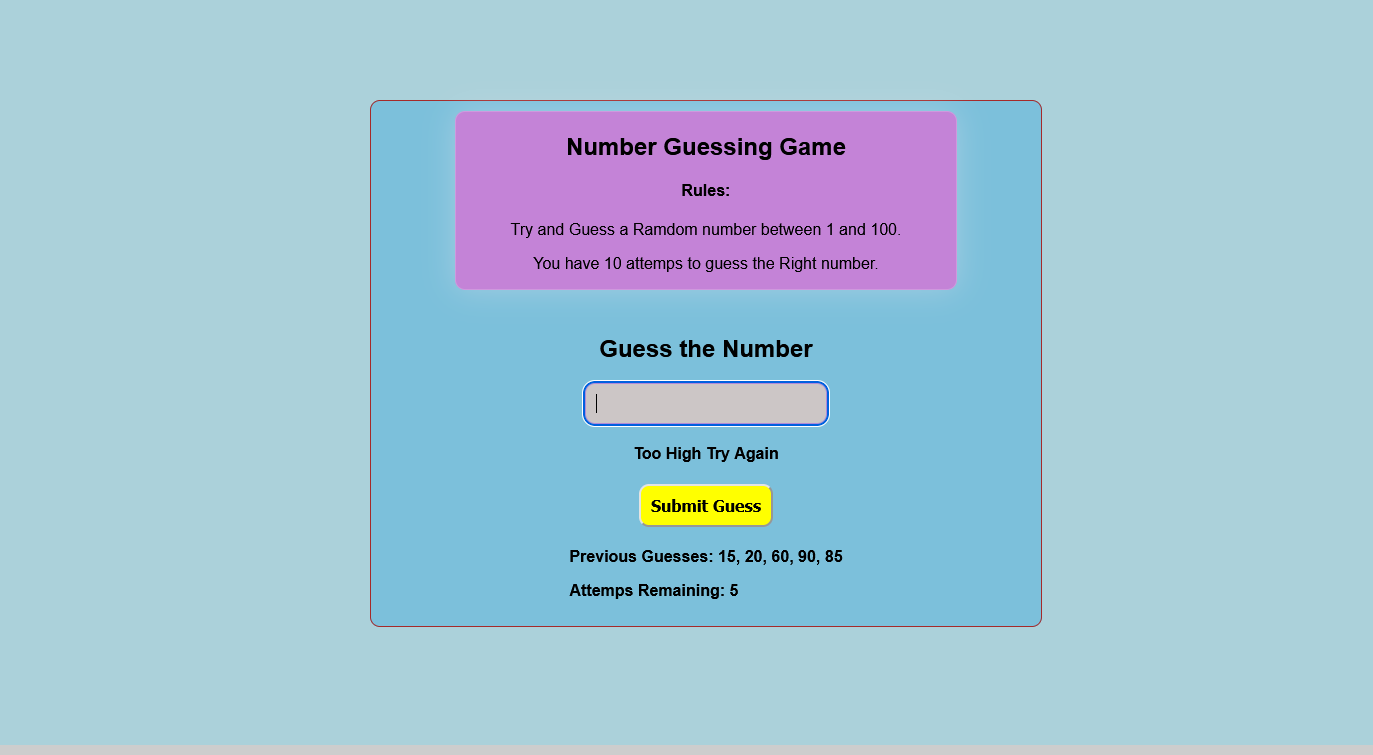 Number Guessing Game
Rules:
Try and Guess a Ramdom number between 1 and 100.
You have 10 attemps to guess the Right number.
Guess the Number
Too High Try Again
Submit Guess
Previous Guesses: 15, 20, 60, 90, 85
Attemps Remaining: 5